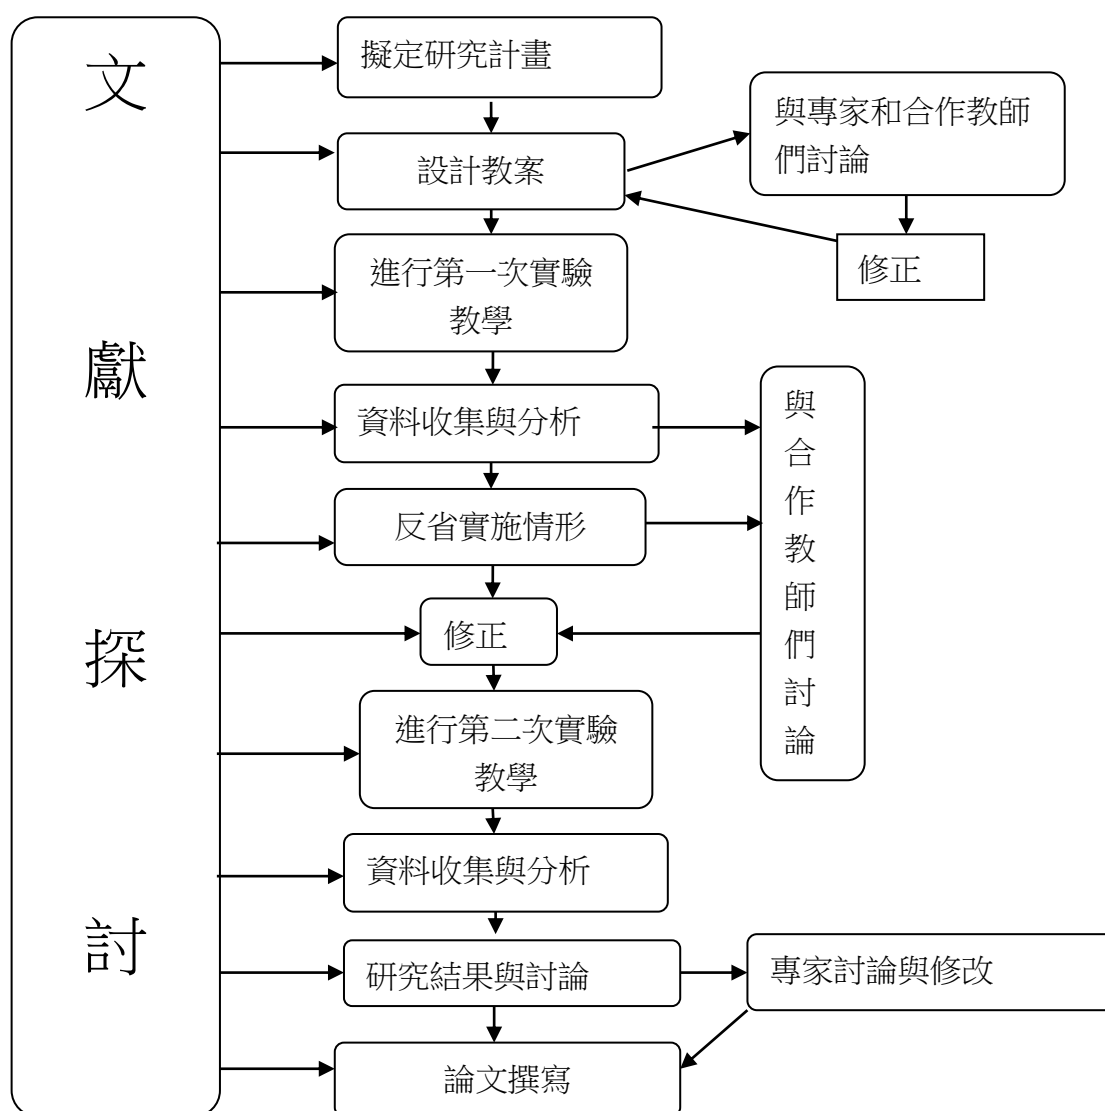 文獻探討
擬定研究計畫
設計教案
與專家和合作教師
們討論
修正
進行第一次實驗
教學
資料收集與分析
反省實施情形
與合作教師們討論
修正
進行第二次實驗
教學
資料收集與分析
研究結果與討論
專家討論與修改
論文撰寫